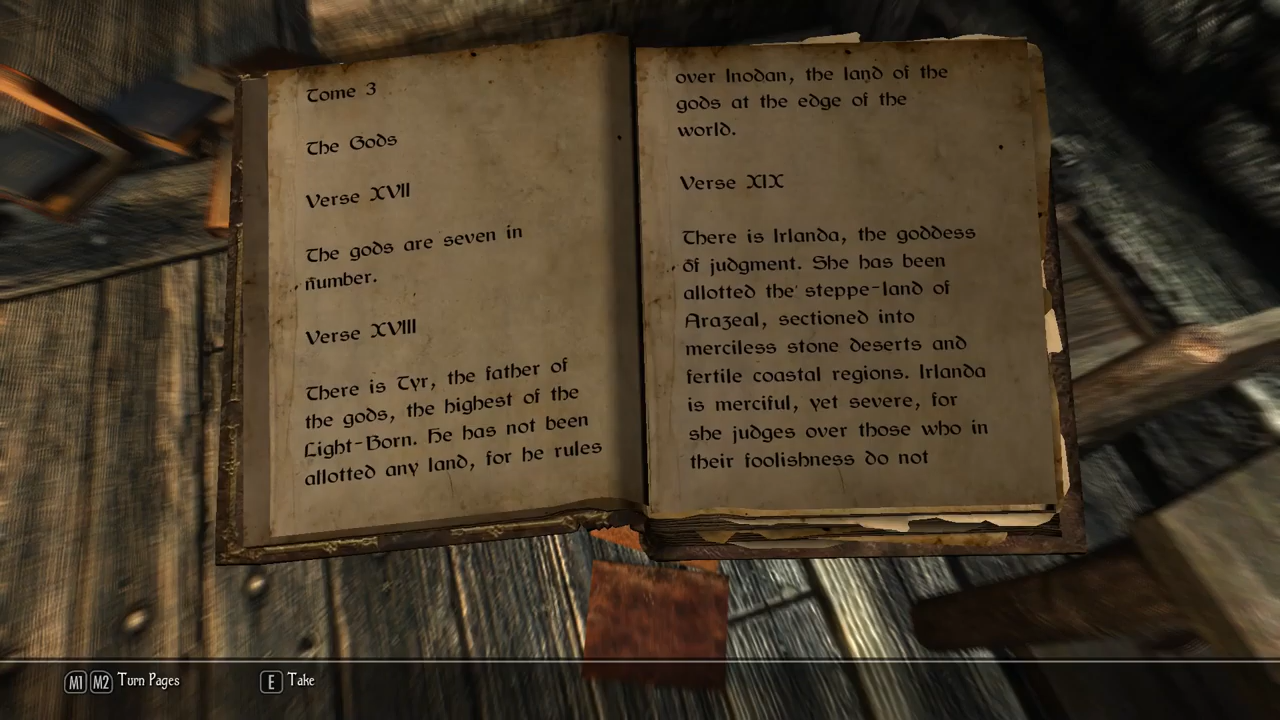 Tome 3
The Gods
Verse XVII
The gods are seven in
number.
Verse XVIII
There is Tyr, the father of
the gods, the highest of the
Light-Born. He has not been
allotted any land, for he rules
over Inodan, the land of the
gods at the edge of the
world.
Verse XIX
There is Irlanda, the goddess
of judgment. She has been
allotted the steppe-land of
Arazeal, sectioned into
merciless stone deserts and
fertile coastal regions. Irlanda
is merciful, yet severe, for
she judges over those who in
their foolishness do not
M1 M2 Turn Pages
E Take